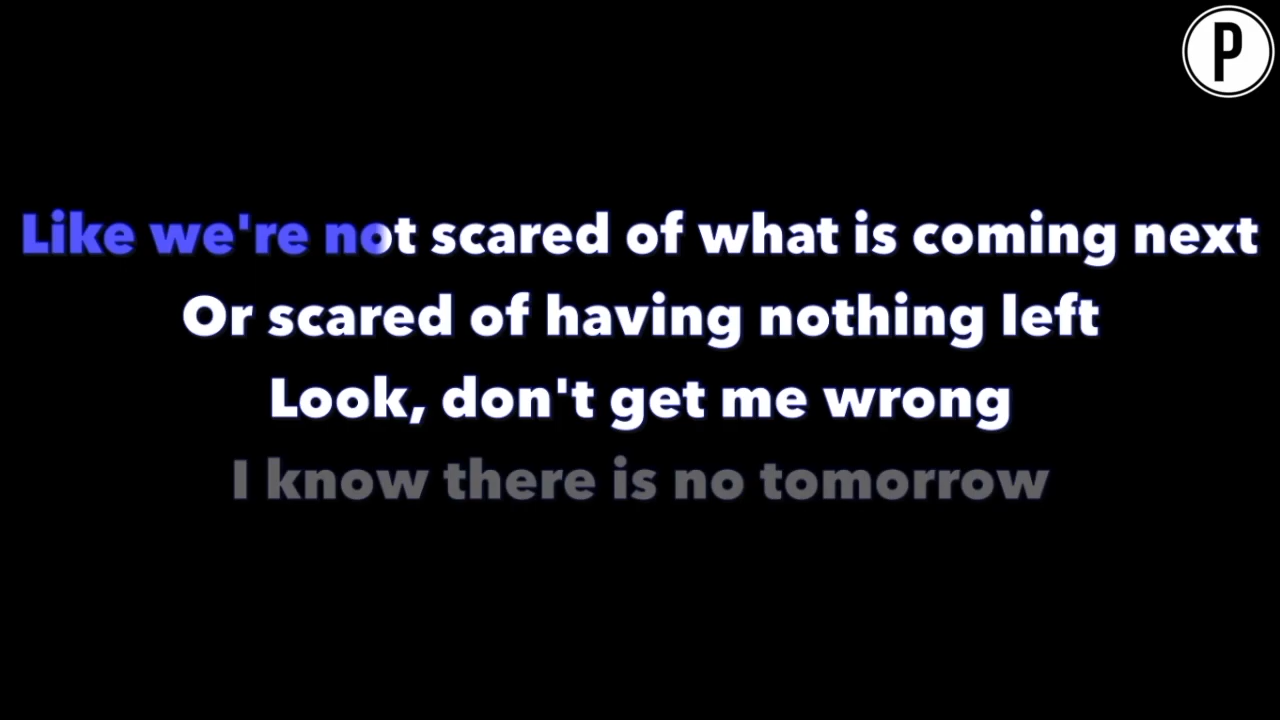 P
Like we're not scared of what is coming next
Or scared of having nothing left
Look, don't get me wrong
I know there is no tomorrow